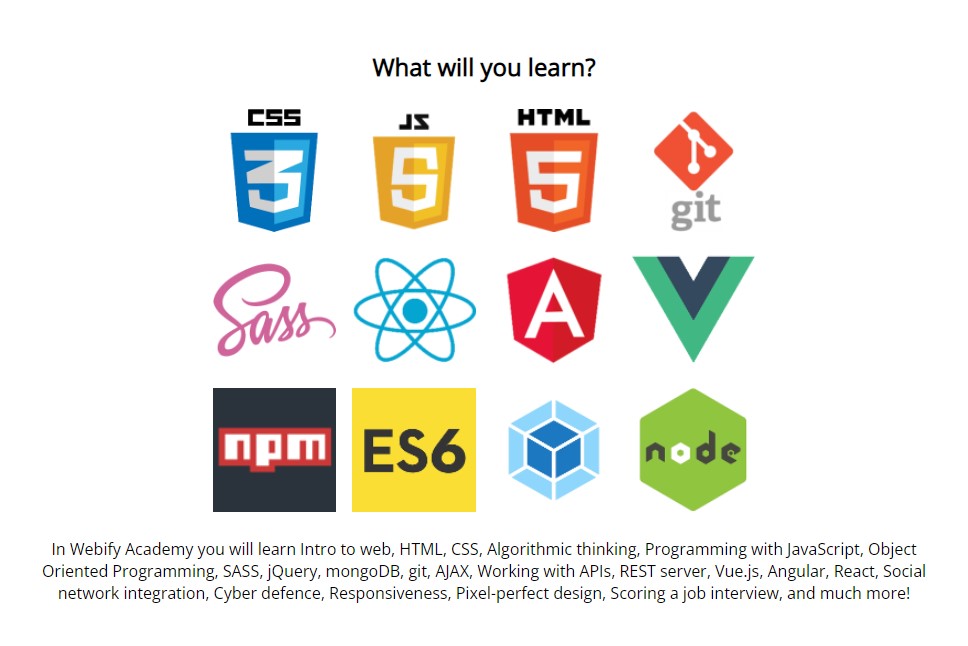 What will you learn?
CSS JS HTML
3 5 5 git
Sass A
npm ES6 node
In Webify Academy you will learn Intro to web, HTML, CSS, Algorithmic thinking, Programming with JavaScript, Object
Oriented Programming, SASS, jQuery, mongoDB, git, AJAX, Working with APIs, REST server, Vue.js, Angular, React, Social
network integration, Cyber defence, Responsiveness, Pixel-perfect design, Scoring a job interview, and much more!